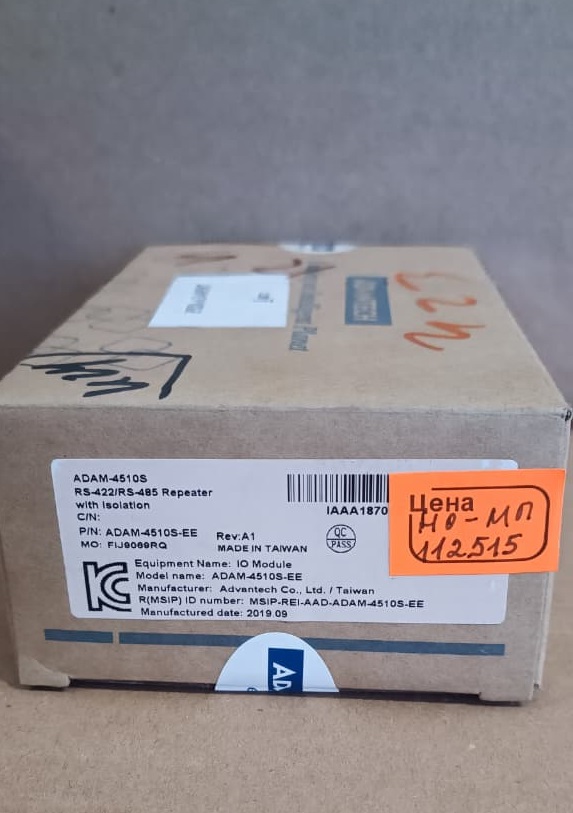 ADVANTECH
ADAM-4510S
RS-422/RS-485 Repeater
with Isolation
C/N:
P/N: ADAM-4510S-EE
Rev:A1
MO: FIJ9069RQ
MADE IN TAIWAN
IAAA1870
QC
PASS
Цена
НО-МП
112515
Equipment Name: IO Module
Model name: ADAM-4510S-EE
Manufacturer: Advantech Co., Ltd. / Taiwan
R(MSIP) ID number: MSIP-REI-AAD-ADAM-4510S-EE
Manufactured date: 2019.09
AD